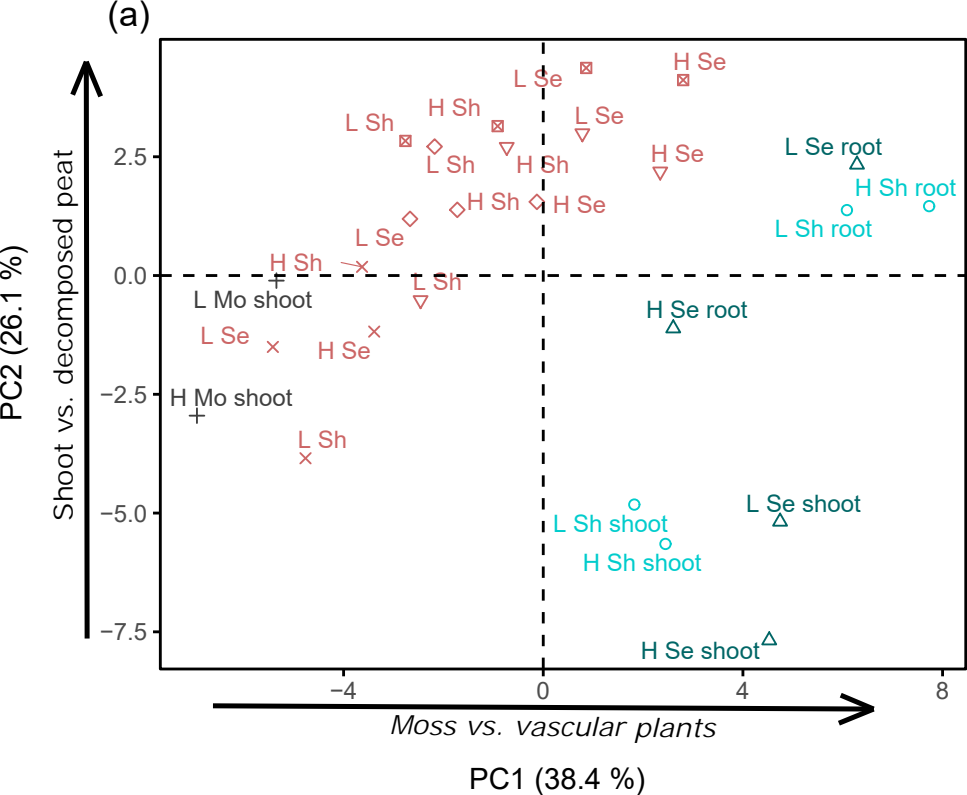 (a)
H Se
L Se
H Sh
L Se
L Sh
L Se root
L Sh
H Sh
H Se
H Sh root
H Sh
H Se
L Sh root
L Se
H Sh
L Sh
L Mo shoot
H Se root
L Se
H Se
H Mo shoot
L Sh
L Se shoot
L Sh shoot
H Sh shoot
H Se shoot
2.5
0.0
−2.5
−5.0
−7.5
−4
0
4
8
PC2 (26.1 %)
Shoot vs. decomposed peat
Moss vs. vascular plants
PC1 (38.4 %)